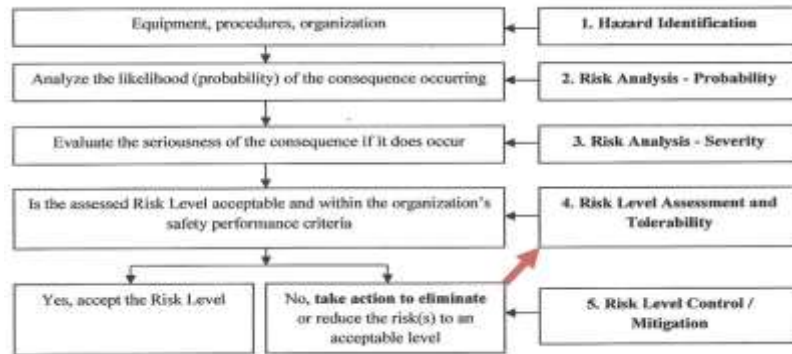 Equipment, procedures, organization
1. Hazard Identification
Analyze the likelihood (probability) of the consequence occurring
2. Risk Analysis - Probability
Evaluate the seriousness of the consequence if it does occur
3. Risk Analysis - Severity
Is the assessed Risk Level acceptable and within the organization's
safety performance criteria
4. Risk Level Assessment and
Tolerability
Yes, accept the Risk Level
No, take action to eliminate
or reduce the risk(s) to an
acceptable level
5. Risk Level Control /
Mitigation